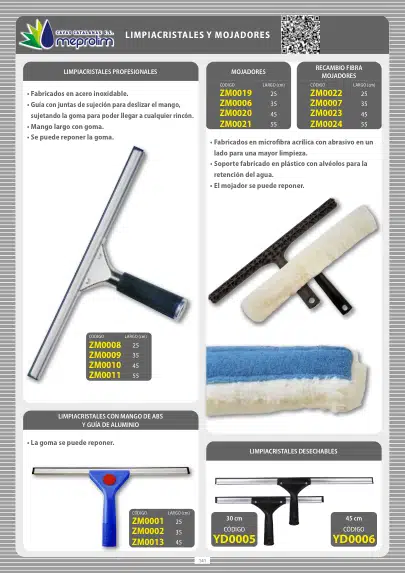 ZAPAS CATALANAS S.L.
meprolim
LIMPIACRISTALES Y MOJADORES
LIMPIACRISTALES PROFESIONALES
• Fabricados en acero inoxidable.
• Guía con juntas de sujeción para deslizar el mango,
sujetando la goma para poder llegar a cualquier rincón.
• Mango largo con goma.
• Se puede reponer la goma.
CÓDIGO LARGO (cm)
ZM0008 25
ZM0009 35
ZM0010 45
ZM0011 55
MOJADORES
CÓDIGO LARGO (cm)
ZM0019 25
ZM0006 35
ZM0020 45
ZM0021 55
RECAMBIO FIBRA
MOJADORES
CÓDIGO LARGO (cm)
ZM0022 25
ZM0007 35
ZM0023 45
ZM0024 55
• Fabricados en microfibra acrílica con abrasivo en un
lado para una mayor limpieza.
• Soporte fabricado en plástico con alvéolos para la
retención del agua.
• El mojador se puede reponer.
LIMPIACRISTALES CON MANGO DE ABS
Y GUÍA DE ALUMINIO
• La goma se puede reponer.
CÓDIGO LARGO (cm)
ZM0001 25
ZM0002 35
ZM0013 45
LIMPIACRISTALES DESECHABLES
30 cm
CÓDIGO
YD0005
45 cm
CÓDIGO
YD0006